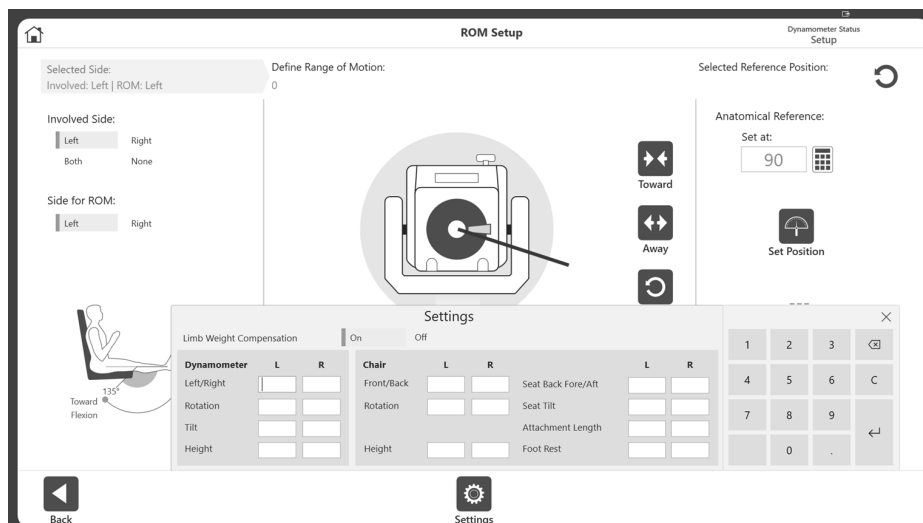 ROM Setup
Dynamometer Status
Setup
Selected Side:
Involved: Left | ROM: Left
Define Range of Motion:
0
Selected Reference Position:
Involved Side:
Left Right
Both None
Side for ROM:
Left Right
Toward
Away
Anatomical Reference:
Set at:
90
Set Position
135°
Toward
Flexion
Settings
Limb Weight Compensation On Off
Dynamometer L R
Left/Right
Rotation
Tilt
Height
Chair L R
Front/Back
Rotation
Height
L R
Seat Back Fore/Aft
Seat Tilt
Attachment Length
Foot Rest
1 2 3
4 5 6 C
7 8 9
0 .
Back
Settings